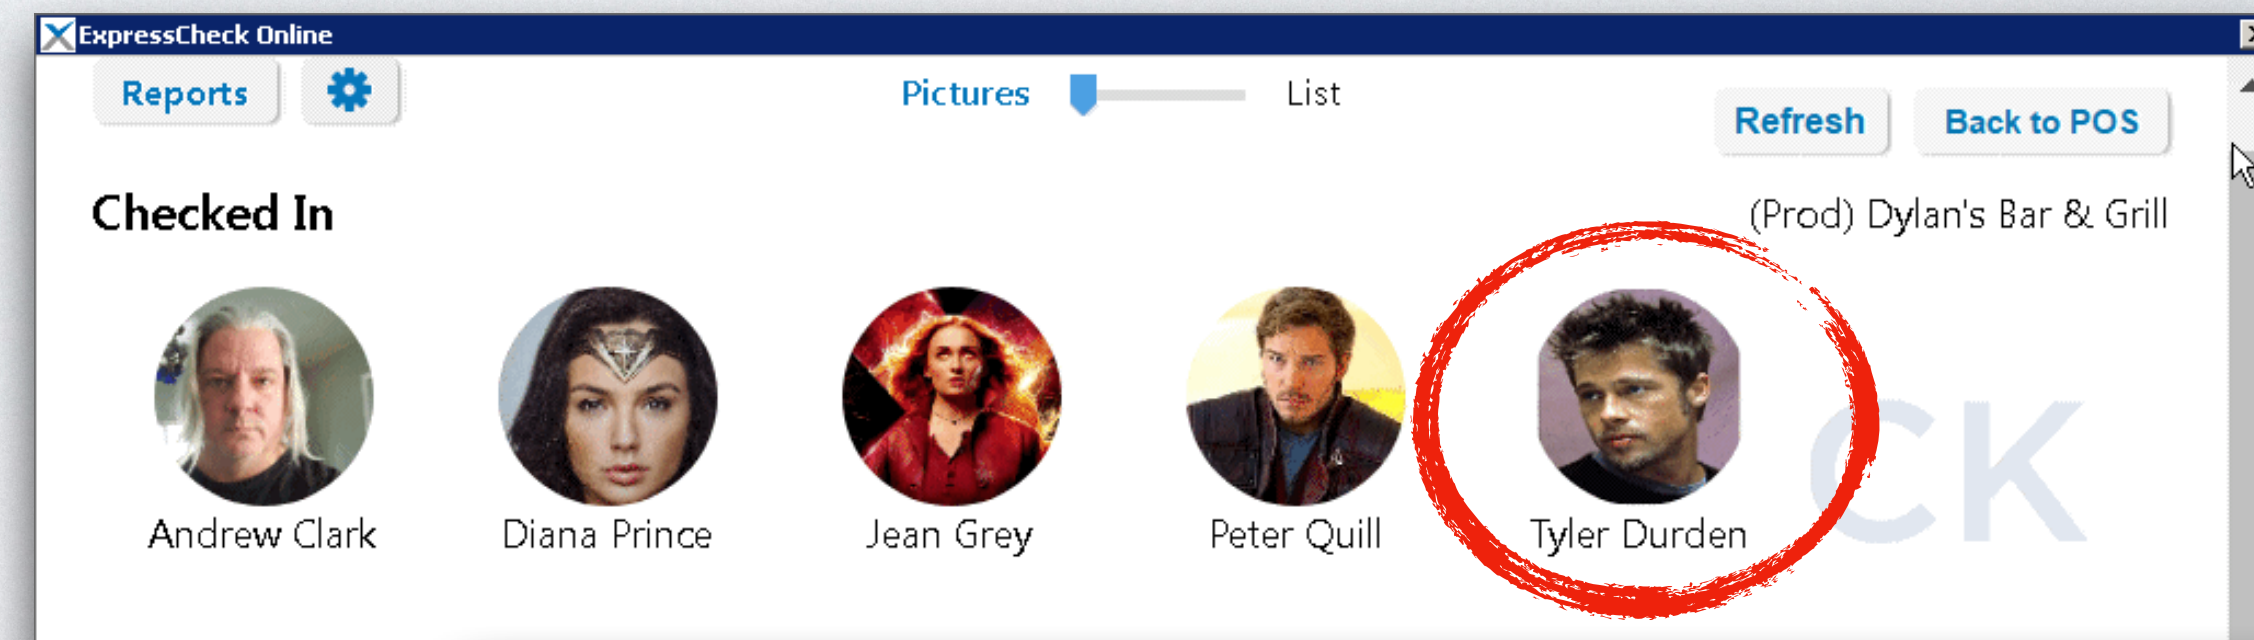 ExpressCheck Online
Reports
Pictures
List
Refresh
Back to POS
Checked In
(Prod) Dylan's Bar & Grill
Andrew Clark
Diana Prince
Jean Grey
Peter Quill
Tyler Durden
CK